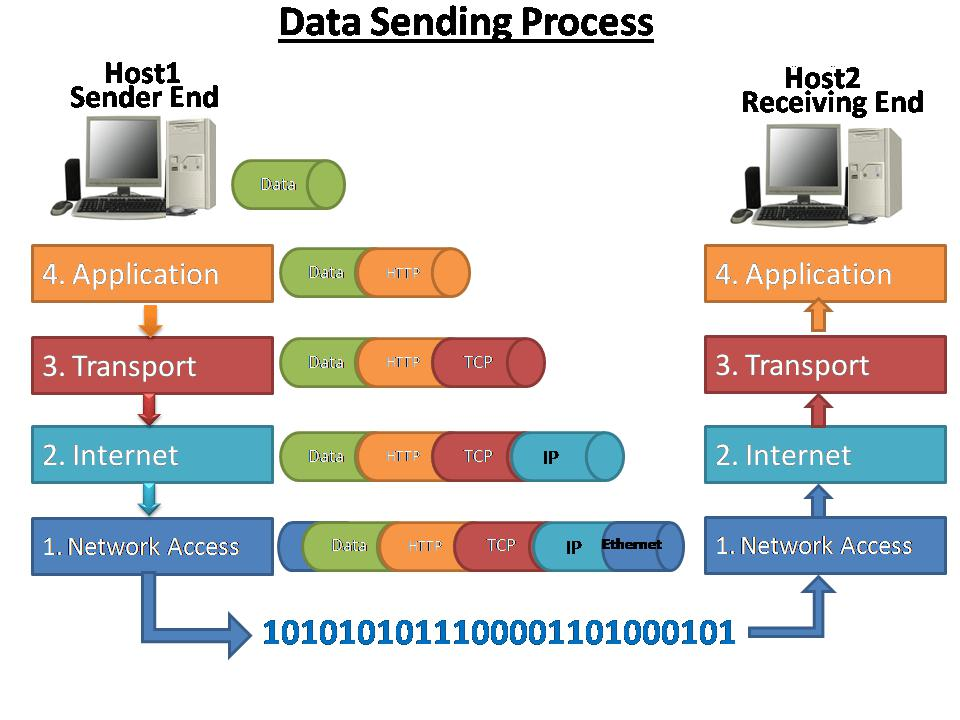 Data Sending Process
Host1
Sender End
Host2
Receiving End
Data
4. Application
Data HTTP
4. Application
3. Transport
Data HTTP TCP
3. Transport
2. Internet
Data HTTP TCP IP
2. Internet
1. Network Access
Data HTTP TCP IP Ethernet
1. Network Access
1010101011100001101000101